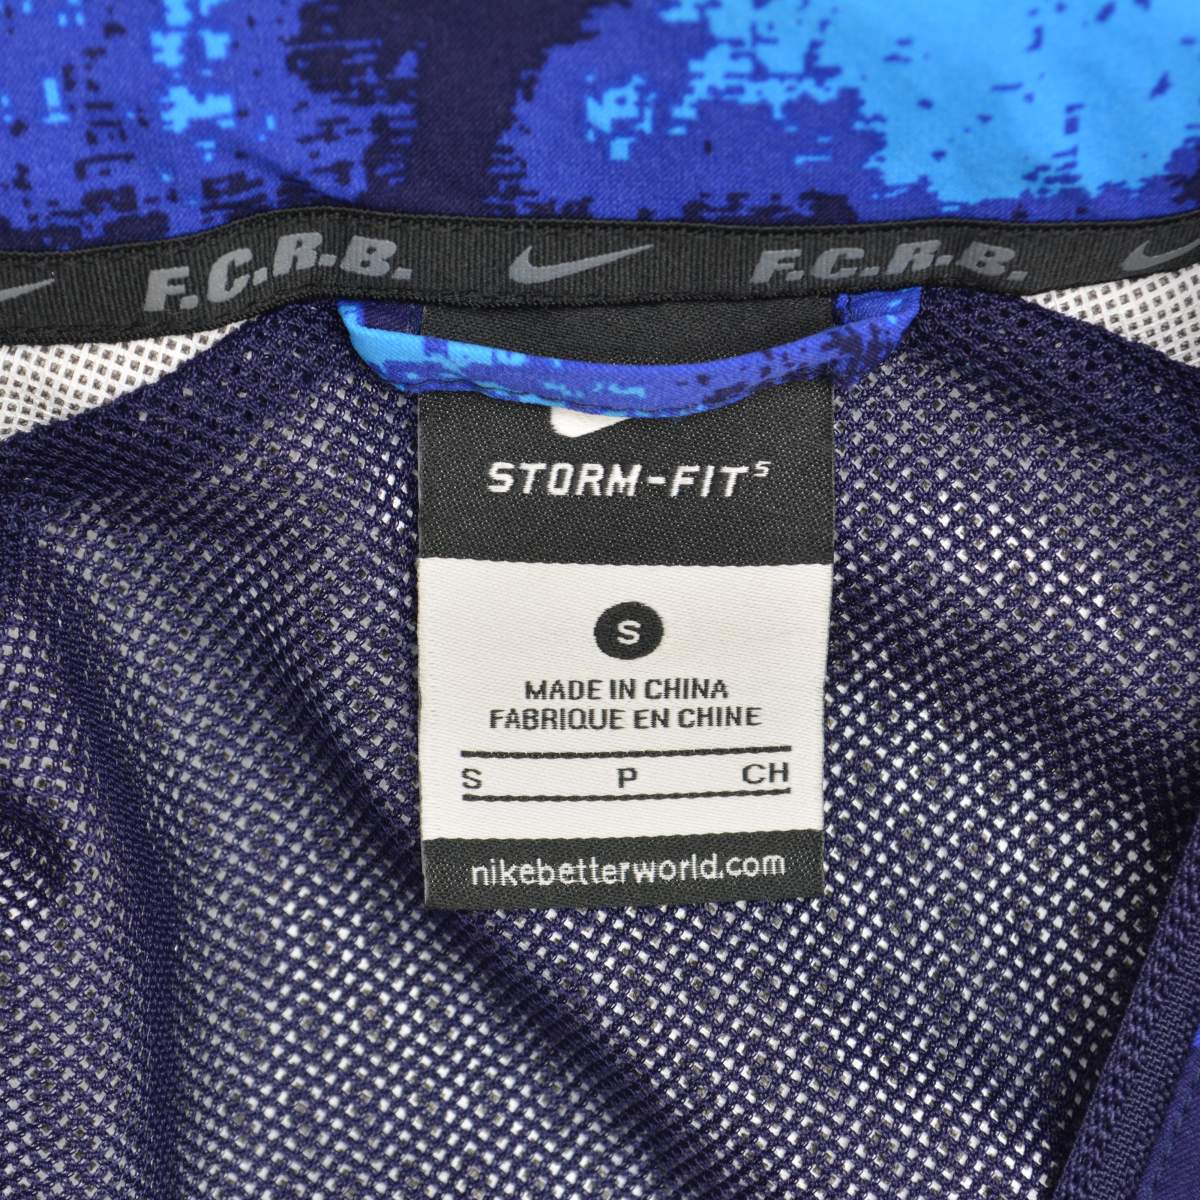 F.C.R.B. F.C.R.B.
STORM-FIT⁵
S
MADE IN CHINA
FABRIQUE EN CHINE
S P CH
nikebetterworld.com